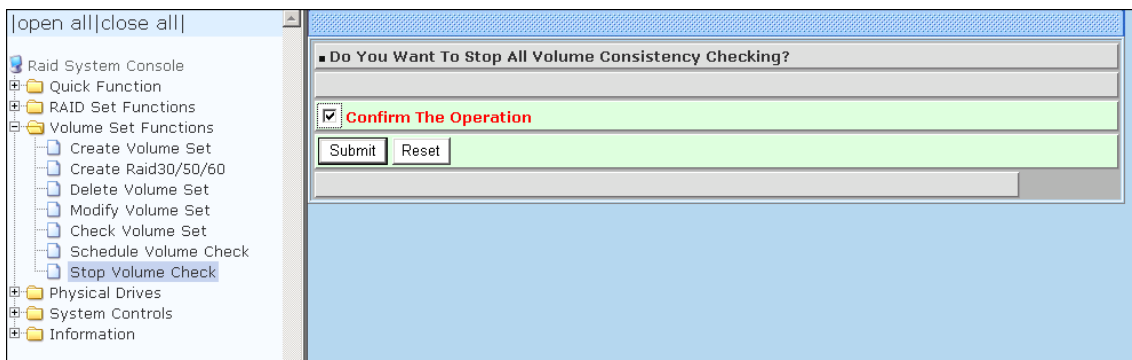 |open all|close all|
Raid System Console
Quick Function
RAID Set Functions
Volume Set Functions
Create Volume Set
Create Raid30/50/60
Delete Volume Set
Modify Volume Set
Check Volume Set
Schedule Volume Check
Stop Volume Check
Physical Drives
System Controls
Information
Do You Want To Stop All Volume Consistency Checking?
Confirm The Operation
Submit Reset